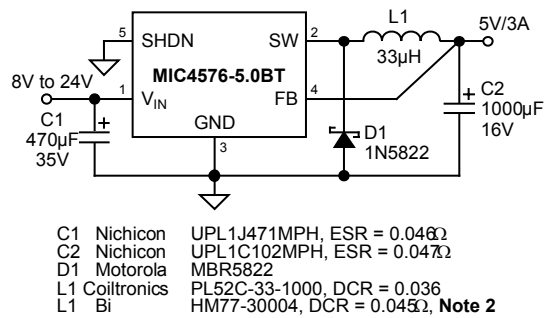 L1
5V/3A
5
SHDN
SW
2
33µH
MIC4576-5.0BT
8V to 24V
1
VIN
FB
4
C2
1000µF
16V
C1
470µF
35V
GND
3
D1
1N5822
C1 Nichicon UPL1J471MPH, ESR = 0.046Ω
C2 Nichicon UPL1C102MPH, ESR = 0.047Ω
D1 Motorola MBR5822
L1 Coiltronics PL52C-33-1000, DCR = 0.036
L1 Bi HM77-30004, DCR = 0.045Ω, Note 2